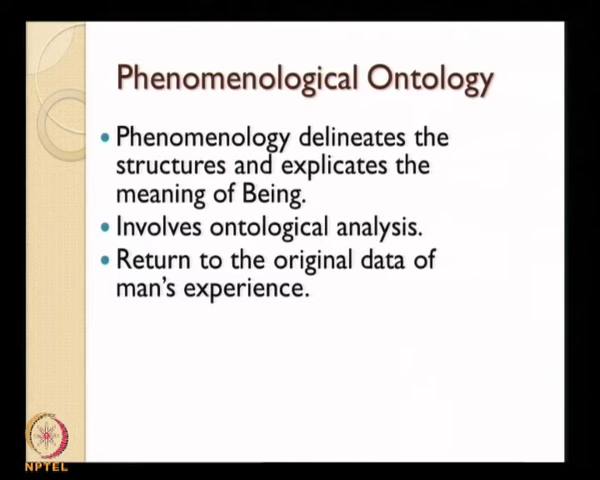 Phenomenological Ontology
• Phenomenology delineates the
structures and explicates the
meaning of Being.
• Involves ontological analysis.
• Return to the original data of
man's experience.
NPTEL